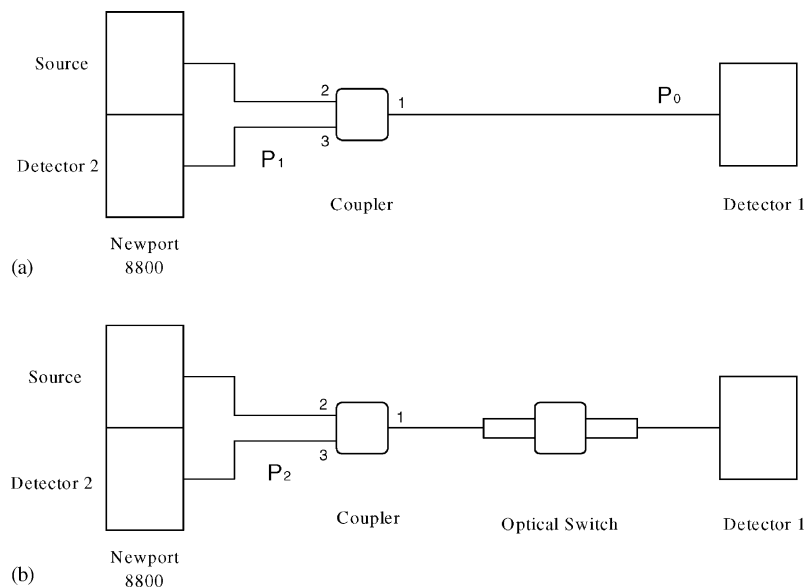 Source
2
1
P0
3
Detector 2
P1
Coupler
Detector 1
Newport
8800
(a)
Source
2
1
3
Detector 2
P2
Coupler
Optical Switch
Detector 1
Newport
8800
(b)